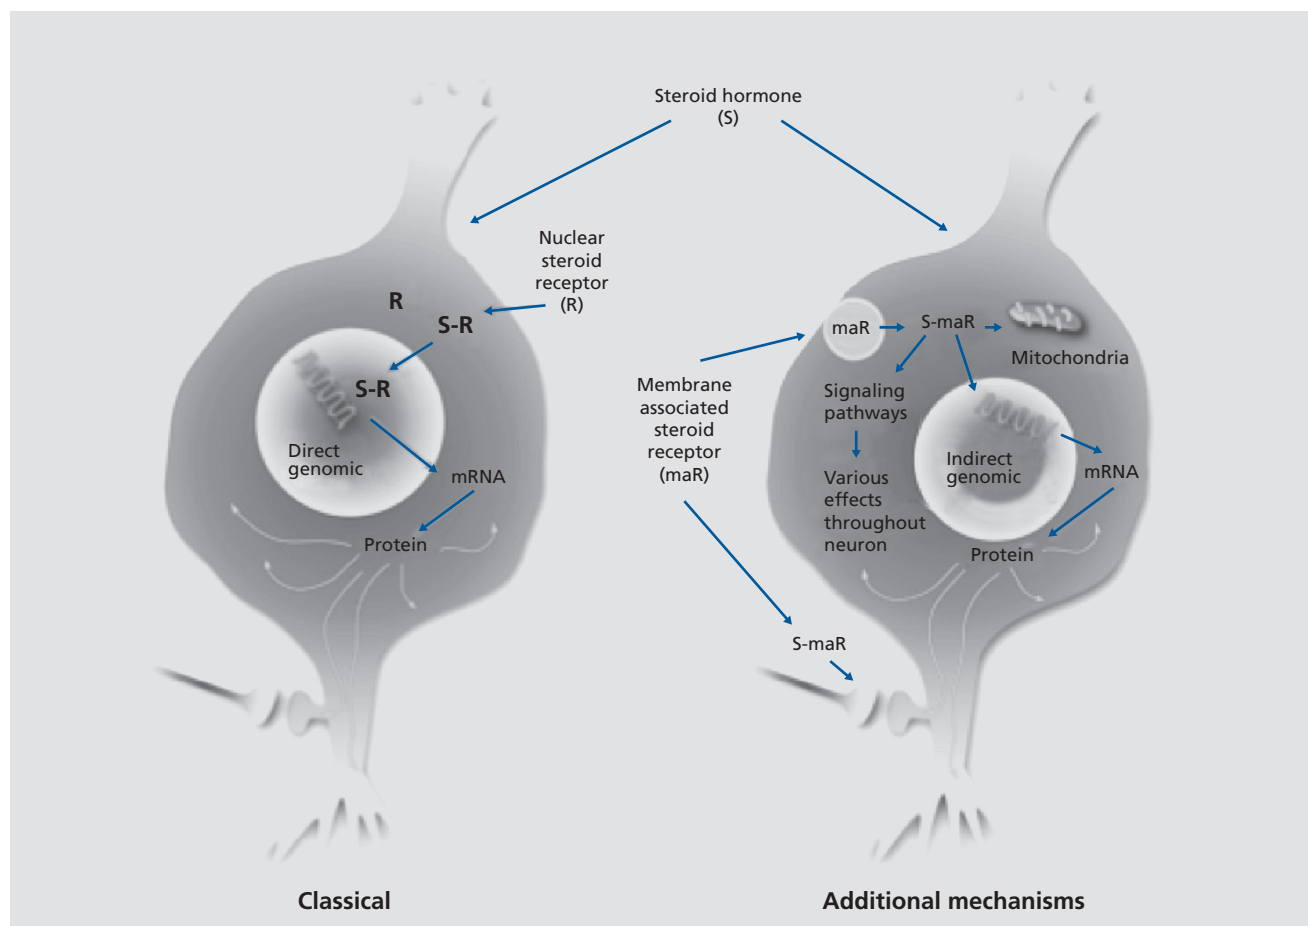 Steroid hormone
(S)
Nuclear
steroid
receptor
(R)
R
S-R
S-R
Direct
genomic
mRNA
Protein
Membrane
associated
steroid
receptor
(maR)
maR
S-maR
Mitochondria
Signaling
pathways
Various
effects
throughout
neuron
Indirect
genomic
mRNA
Protein
S-maR
Classical
Additional mechanisms